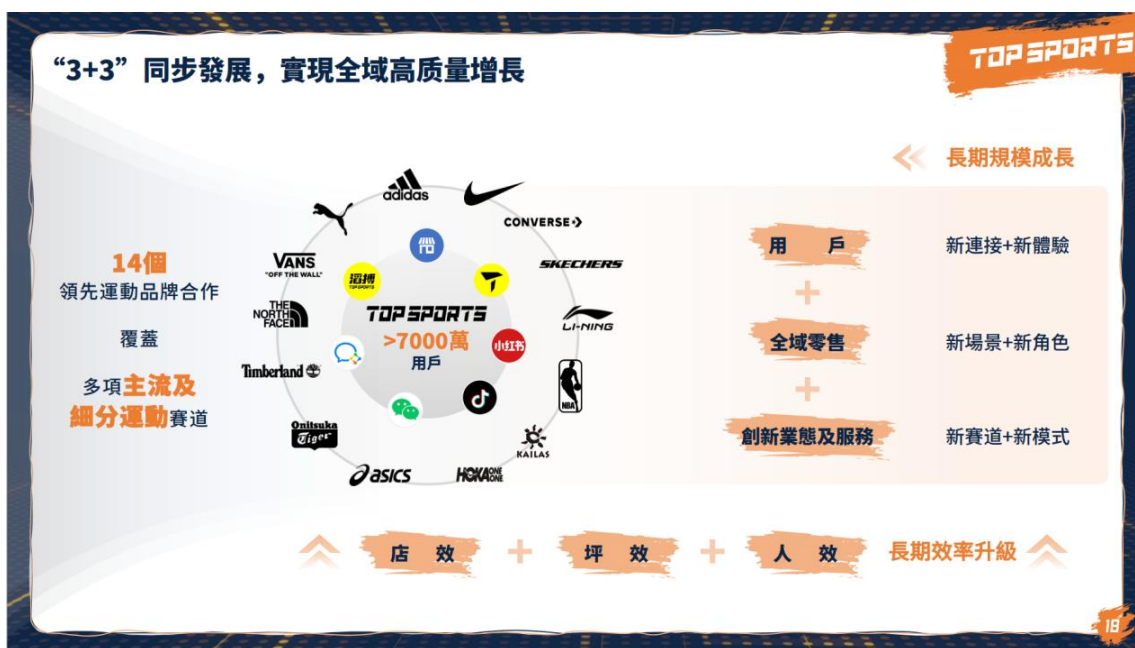 “3+3”同步發展，實現全域高质量增長
TOP SPORTS
長期規模成長
14個
領先運動品牌合作
覆蓋
多項主流及
細分運動賽道
adidas
CONVERSE
SKECHERS
LI-NING
NBA
KAILAS
HOKA ONE ONE
asics
Onitsuka
Tiger
Timberland
THE
NORTH
FACE
VANS
"OFF THE WALL"
滔搏
TOPSPORTS
小红书
TOP SPORTS
>7000萬
用戶
用 戶
新連接+新體驗
+
全域零售
新場景+新角色
+
創新業態及服務
新賽道+新模式
店 效 + 坪 效 + 人 效 長期效率升級
18